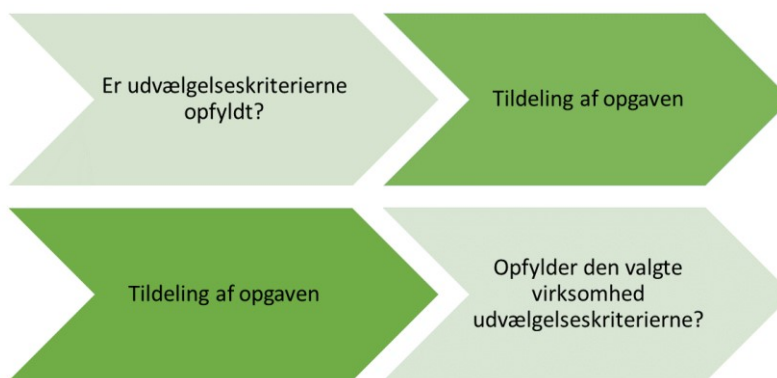 Er udvælgelseskriterierne
opfyldt?
Tildeling af opgaven
Tildeling af opgaven
Opfylder den valgte
virksomhed
udvælgelseskriterierne?